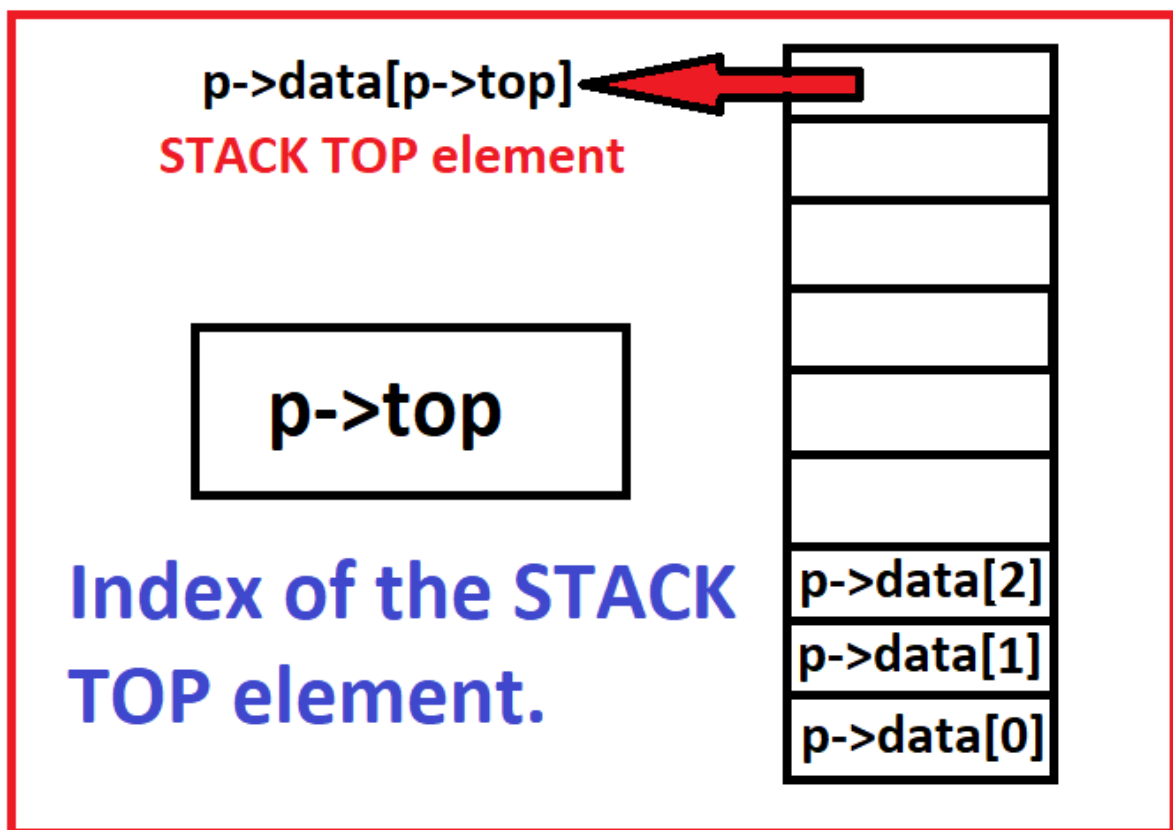 p->data[p->top]
STACK TOP element
p->top
Index of the STACK
TOP element.
p->data[2]
p->data[1]
p->data[0]